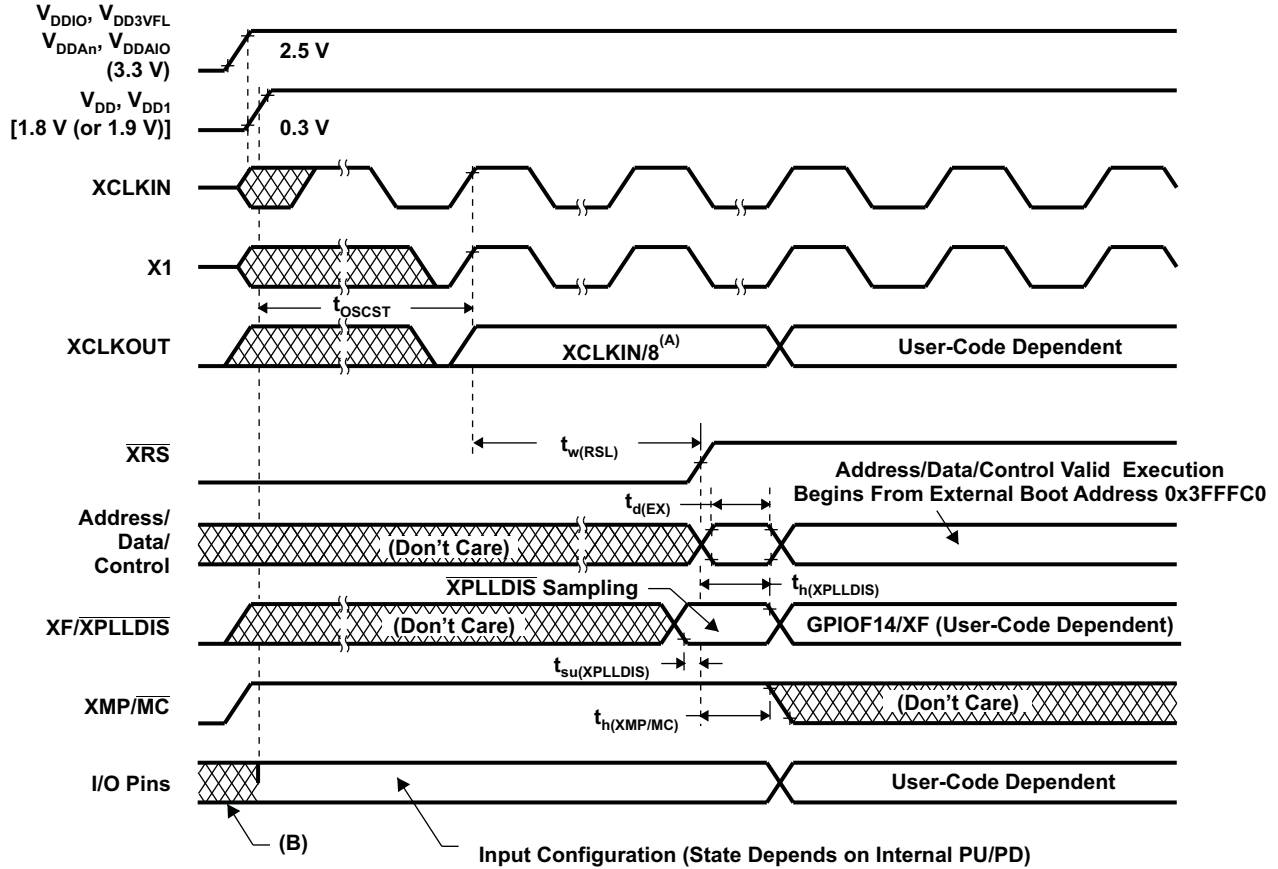 VDDIO, VDD3VFL
VDDAn, VDDAIO
(3.3 V)
2.5 V
VDD, VDD1
[1.8 V (or 1.9 V)]
0.3 V
XCLKIN
X1
tOSCST
XCLKOUT
XCLKIN/8(A)
User-Code Dependent
XRS
tw(RSL)
Address/Data/Control Valid Execution
Begins From External Boot Address 0x3FFFC0
td(EX)
Address/
Data/
Control
(Don't Care)
XPLLDIS Sampling
th(XPLLDIS)
XF/XPLLDIS
(Don't Care)
GPIOF14/XF (User-Code Dependent)
tsu(XPLLDIS)
XMP/MC
(Don't Care)
th(XMP/MC)
I/O Pins
User-Code Dependent
(B)
Input Configuration (State Depends on Internal PU/PD)